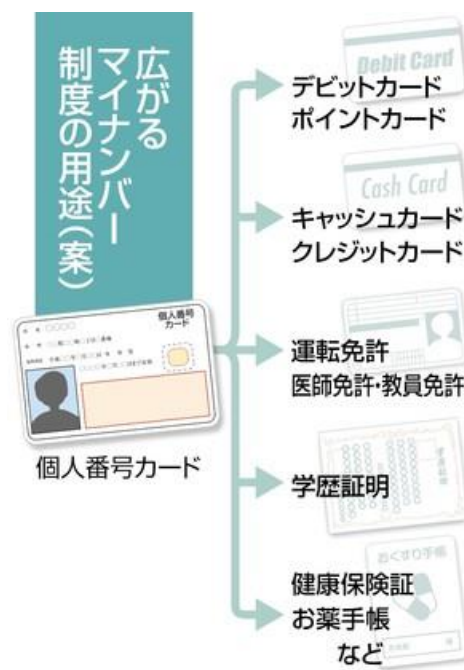 広がる
マイナンバー
制度の用途(案)
個人番号
カード
個人番号カード
Debit Card
デビットカード
ポイントカード
Cash Card
キャッシュカード
クレジットカード
運転免許
医師免許・教員免許
学歴証明
おくすり手帳
健康保険証
お薬手帳
など